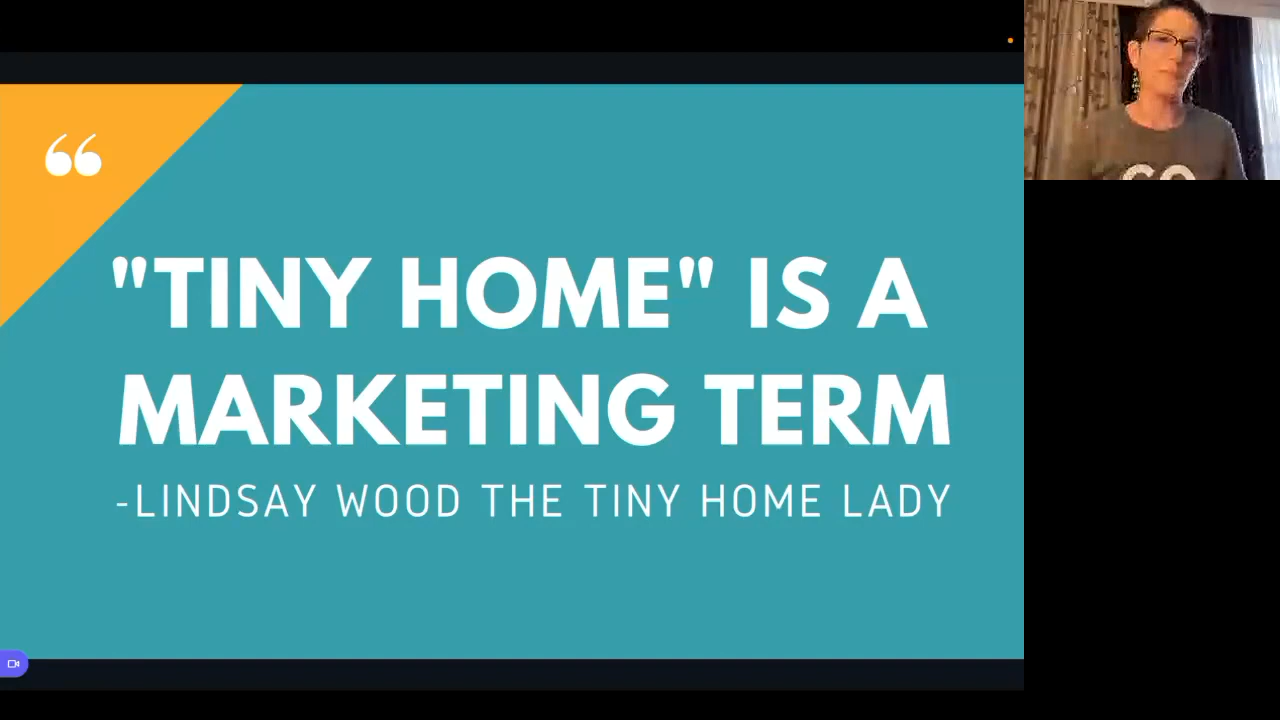 "TINY HOME" IS A
MARKETING TERM
-LINDSAY WOOD THE TINY HOME LADY